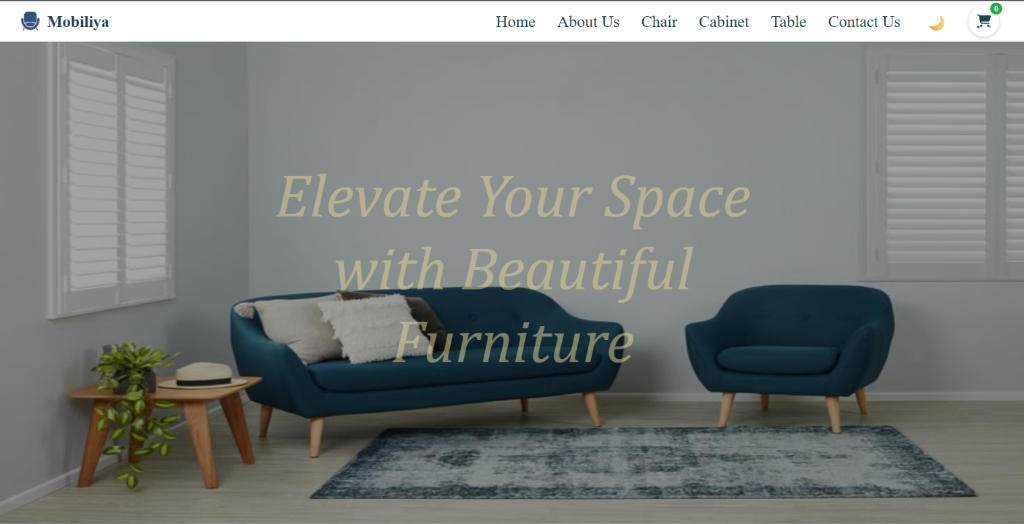 Mobiliya
Home About Us Chair Cabinet Table Contact Us
0
Elevate Your Space
with Beautiful
Furniture